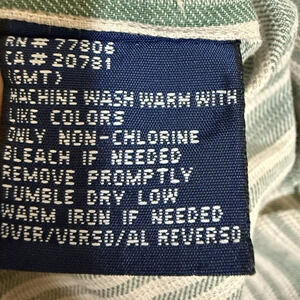 RN # 77806
CA # 20781
(GMT)
MACHINE WASH WARM WITH
LIKE COLORS
ONLY NON-CHLORINE
BLEACH IF NEEDED
REMOVE PROMPTLY
TUMBLE DRY LOW
WARM IRON IF NEEDED
OVER/VERSO/AL REVERSO